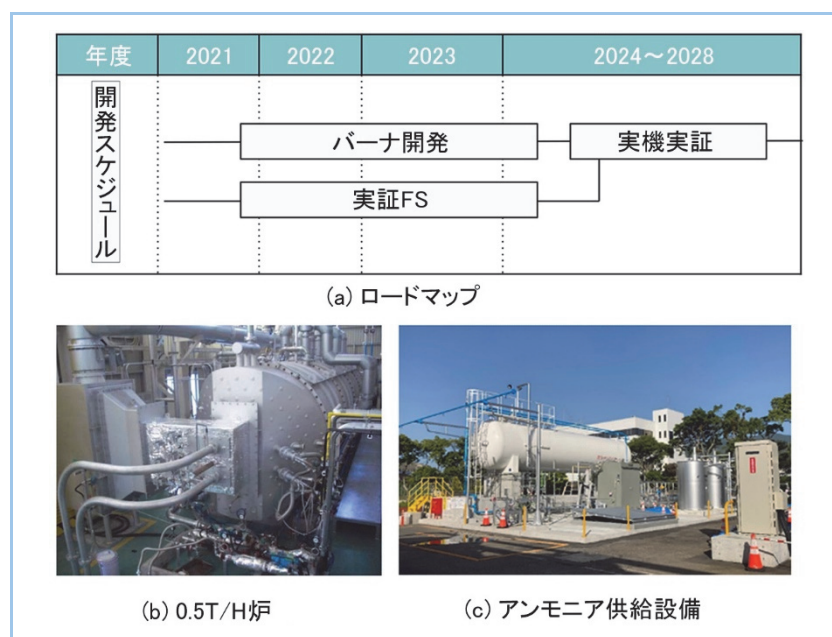 年度 2021 2022 2023 2024～2028
開発スケジュール
バーナ開発 実機実証
実証FS
(a) ロードマップ
(b) 0.5T/H炉
(c) アンモニア供給設備